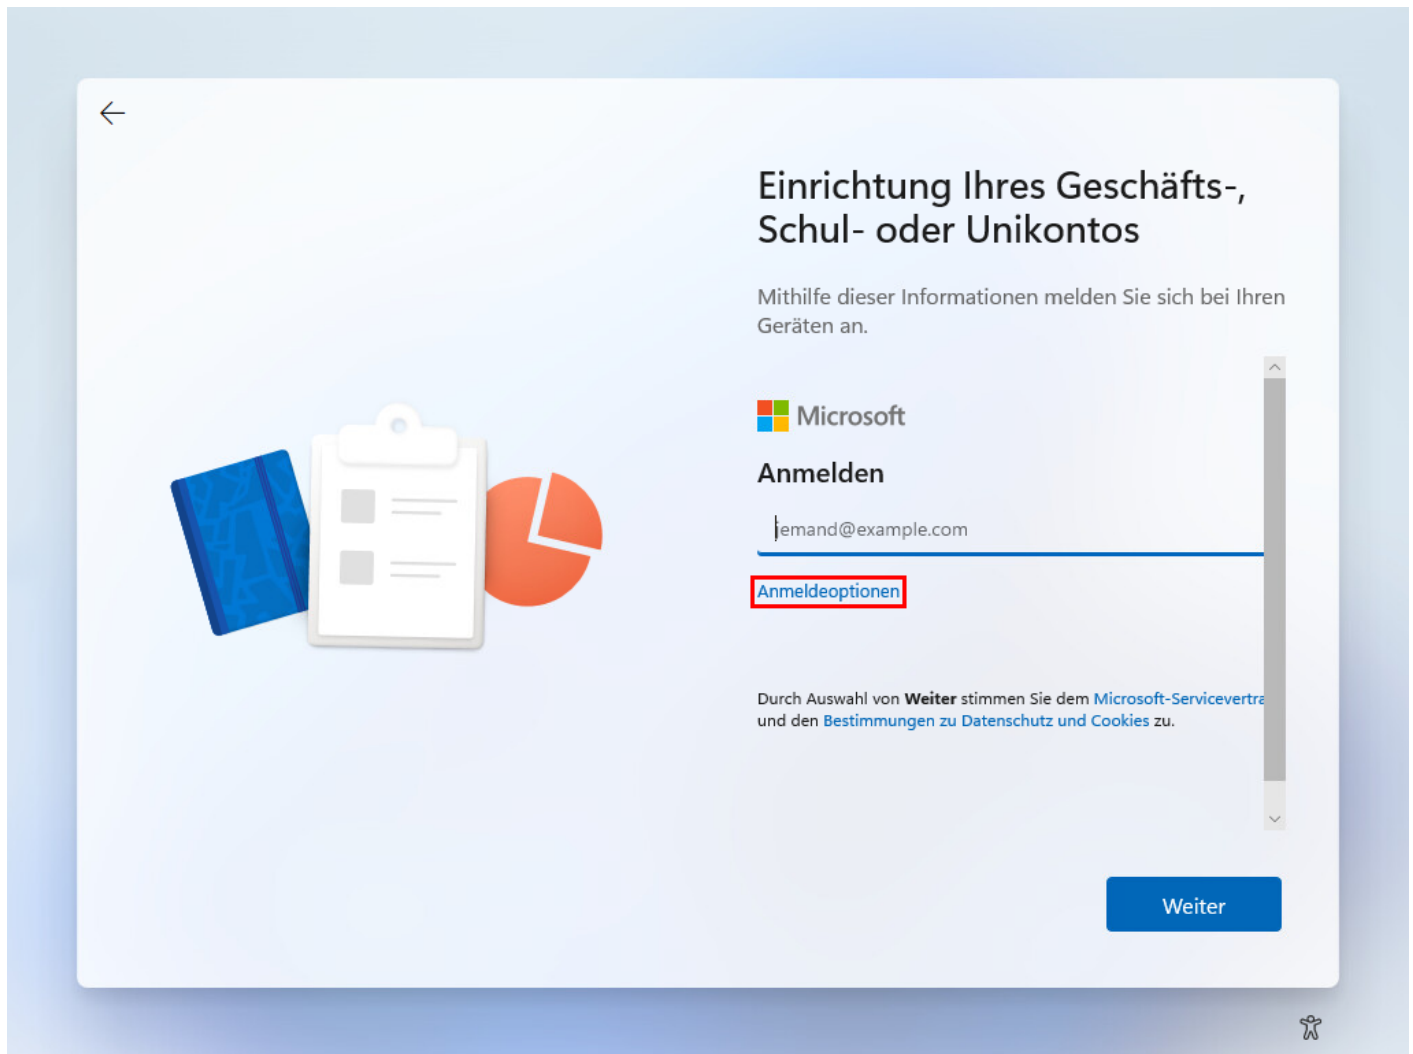 Einrichtung Ihres Geschäfts-,
Schul- oder Unikontos
Mithilfe dieser Informationen melden Sie sich bei Ihren
Geräten an.
Microsoft
Anmelden
jemand@example.com
Anmeldeoptionen
Durch Auswahl von Weiter stimmen Sie dem Microsoft-Servicevertra
und den Bestimmungen zu Datenschutz und Cookies zu.
Weiter